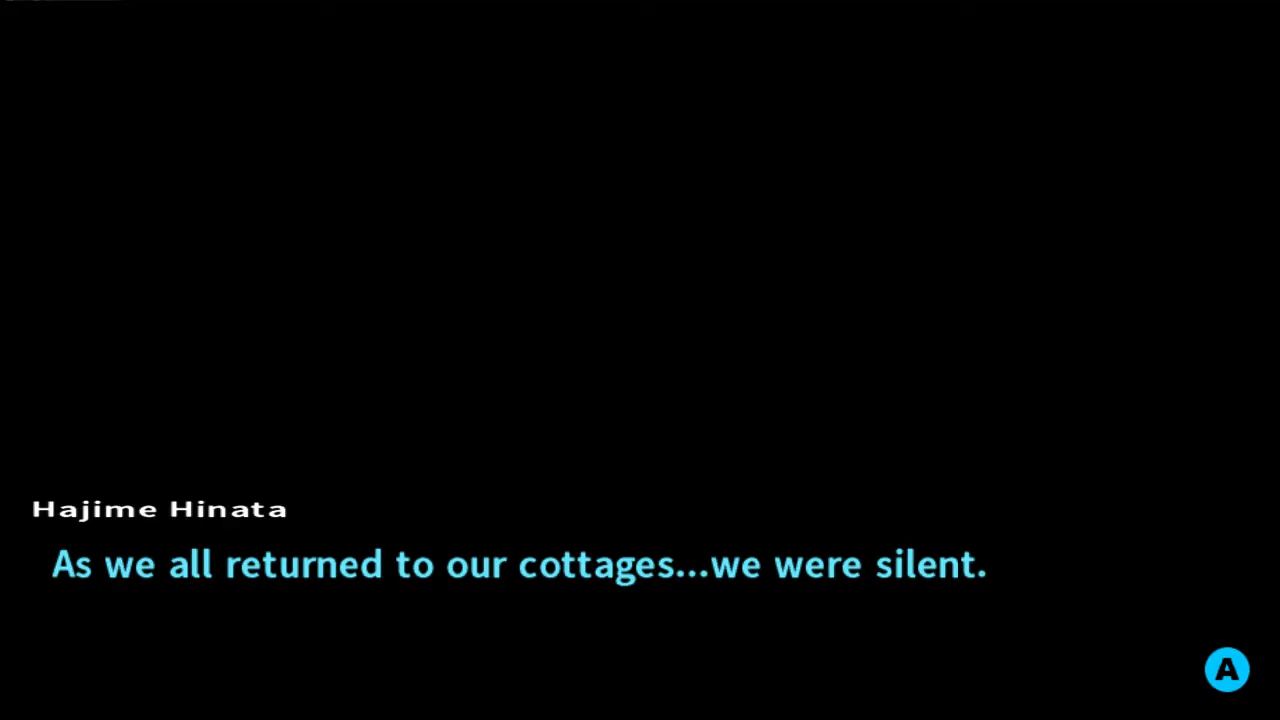 Hajime Hinata
As we all returned to our cottages...we were silent.
A